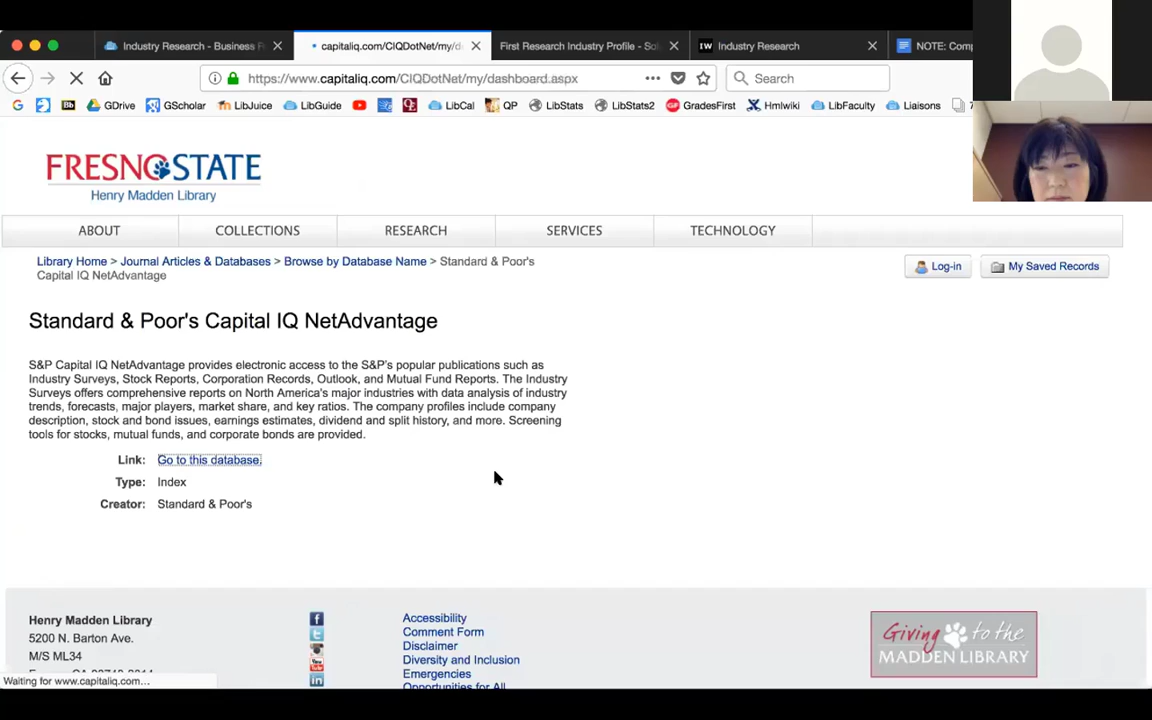 Industry Research - Business R
capitaliq.com/CIQDotNet/my/da
First Research Industry Profile - Sol
IW Industry Research
NOTE: Comp
https://www.capitaliq.com/CIQDotNet/my/dashboard.aspx
Search
GDrive
GScholar
LibJuice
LibGuide
LibCal
QP
LibStats
LibStats2
GradesFirst
Hmlwiki
LibFaculty
Liaisons
FRESNO STATE
Henry Madden Library
ABOUT
COLLECTIONS
RESEARCH
SERVICES
TECHNOLOGY
Library Home > Journal Articles & Databases > Browse by Database Name > Standard & Poor's
Capital IQ NetAdvantage
Log-in
My Saved Records
Standard & Poor's Capital IQ NetAdvantage
S&P Capital IQ NetAdvantage provides electronic access to the S&P's popular publications such as
Industry Surveys, Stock Reports, Corporation Records, Outlook, and Mutual Fund Reports. The Industry
Surveys offers comprehensive reports on North America's major industries with data analysis of industry
trends, forecasts, major players, market share, and key ratios. The company profiles include company
description, stock and bond issues, earnings estimates, dividend and split history, and more. Screening
tools for stocks, mutual funds, and corporate bonds are provided.
Link: Go to this database.
Type: Index
Creator: Standard & Poor's
Henry Madden Library
5200 N. Barton Ave.
M/S ML34
Accessibility
Comment Form
Disclaimer
Diversity and Inclusion
Emergencies
Opportunities for All
Giving to the
MADDEN LIBRARY
Waiting for www.capitaliq.com...